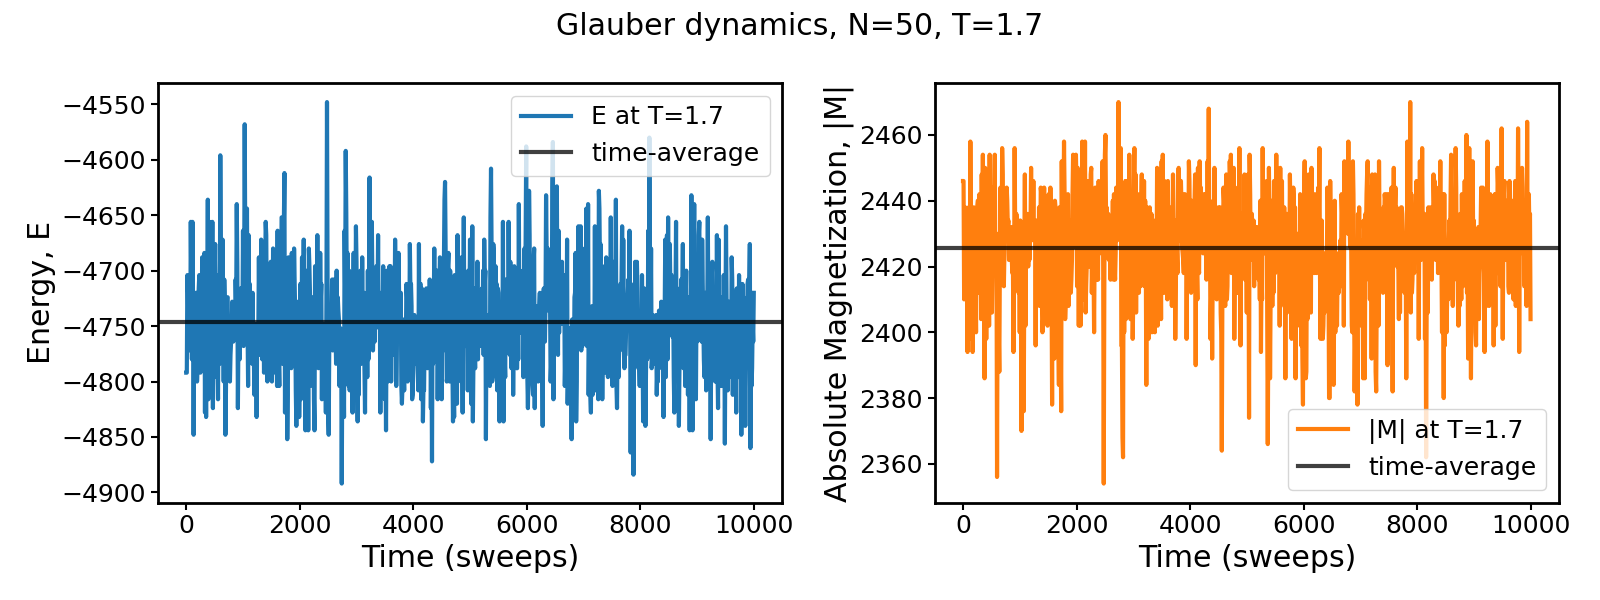 Glauber dynamics, N=50, T=1.7
Energy, E
−4550
−4600
−4650
−4700
−4750
−4800
−4850
−4900
E at T=1.7
time-average
0 2000 4000 6000 8000 10000
Time (sweeps)
Absolute Magnetization, |M|
2460
2440
2420
2400
2380
2360
|M| at T=1.7
time-average
0 2000 4000 6000 8000 10000
Time (sweeps)